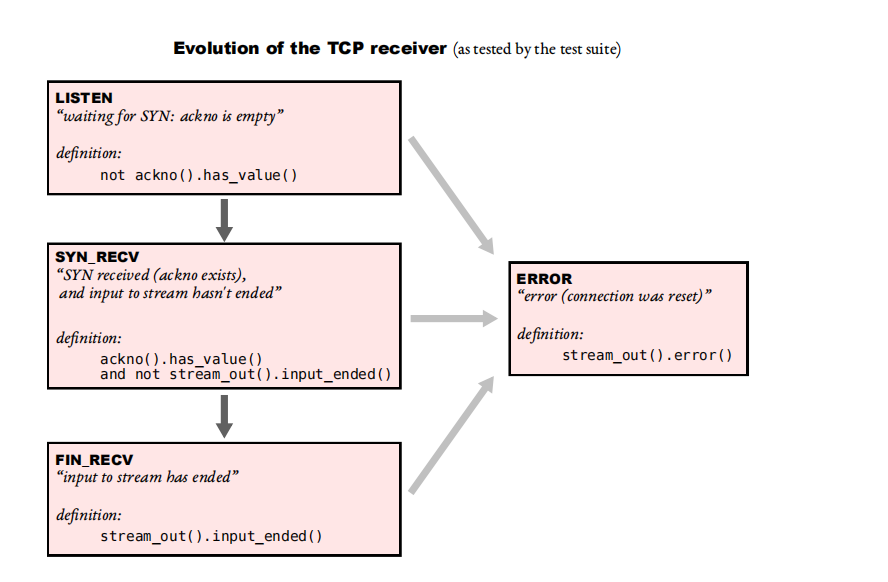 Evolution of the TCP receiver (as tested by the test suite)
LISTEN
“waiting for SYN: ackno is empty”
definition:
not ackno().has_value()
SYN_RECV
“SYN received (ackno exists),
and input to stream hasn't ended”
definition:
ackno().has_value()
and not stream_out().input_ended()
FIN_RECV
“input to stream has ended”
definition:
stream_out().input_ended()
ERROR
“error (connection was reset)”
definition:
stream_out().error()